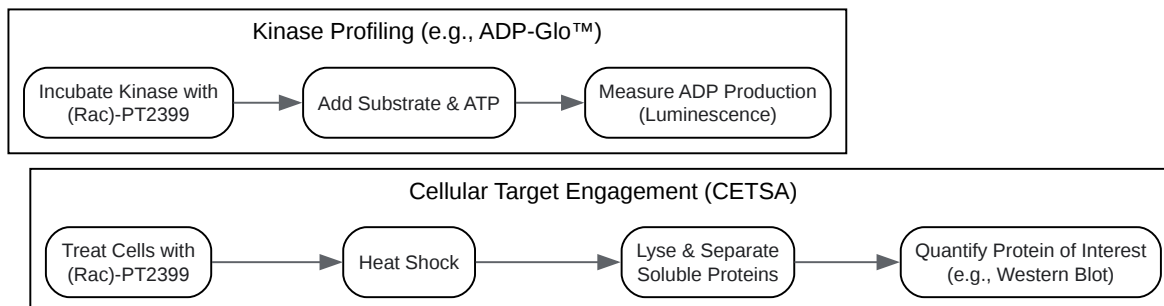 Kinase Profiling (e.g., ADP-Glo™)
Incubate Kinase with
(Rac)-PT2399
Add Substrate & ATP
Measure ADP Production
(Luminescence)
Cellular Target Engagement (CETSA)
Treat Cells with
(Rac)-PT2399
Heat Shock
Lyse & Separate
Soluble Proteins
Quantify Protein of Interest
(e.g., Western Blot)